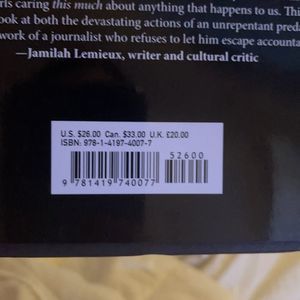 rls caring this much about anything that happens to us. This
ook at both the devastating actions of an unrepentant preda
work of a journalist who refuses to let him escape accounta
—Jamilah Lemieux, writer and cultural critic
U.S. $26.00 Can. $33.00 U.K. £20.00
ISBN: 978-1-4197-4007-7
52600
9 781419 740077